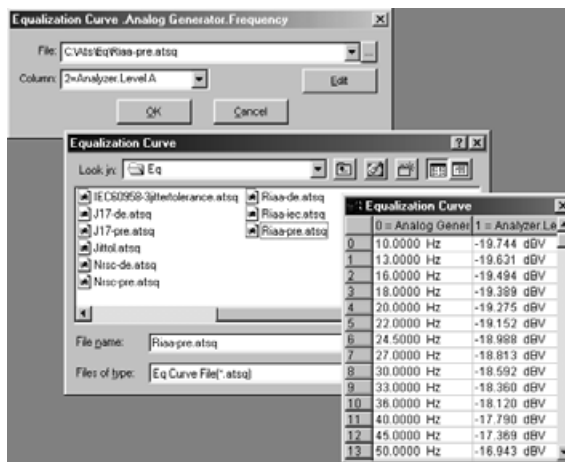 Equalization Curve .Analog Generator.Frequency
File: C:\Ats\Eq\Riaa-pre.atsq
...
Column: 2=Analyzer.Level.A
Edit
OK
Cancel
Equalization Curve
Look in: Eq
IEC60958-3jittertolerance.atsq
J17-de.atsq
J17-pre.atsq
Jittol.atsq
Nrsc-de.atsq
Nrsc-pre.atsq
Riaa-de.atsq
Riaa-iec.atsq
Riaa-pre.atsq
File name: Riaa-pre.atsq
Files of type: Eq Curve File(*.atsq)
Equalization Curve
0 = Analog Gener 1 = Analyzer.Le
0 10.0000 Hz -19.744 dBV
1 13.0000 Hz -19.631 dBV
2 16.0000 Hz -19.494 dBV
3 18.0000 Hz -19.389 dBV
4 20.0000 Hz -19.275 dBV
5 22.0000 Hz -19.152 dBV
6 24.5000 Hz -18.988 dBV
7 27.0000 Hz -18.813 dBV
8 30.0000 Hz -18.592 dBV
9 33.0000 Hz -18.360 dBV
10 36.0000 Hz -18.120 dBV
11 40.0000 Hz -17.790 dBV
12 45.0000 Hz -17.369 dBV
13 50.0000 Hz -16.943 dBV